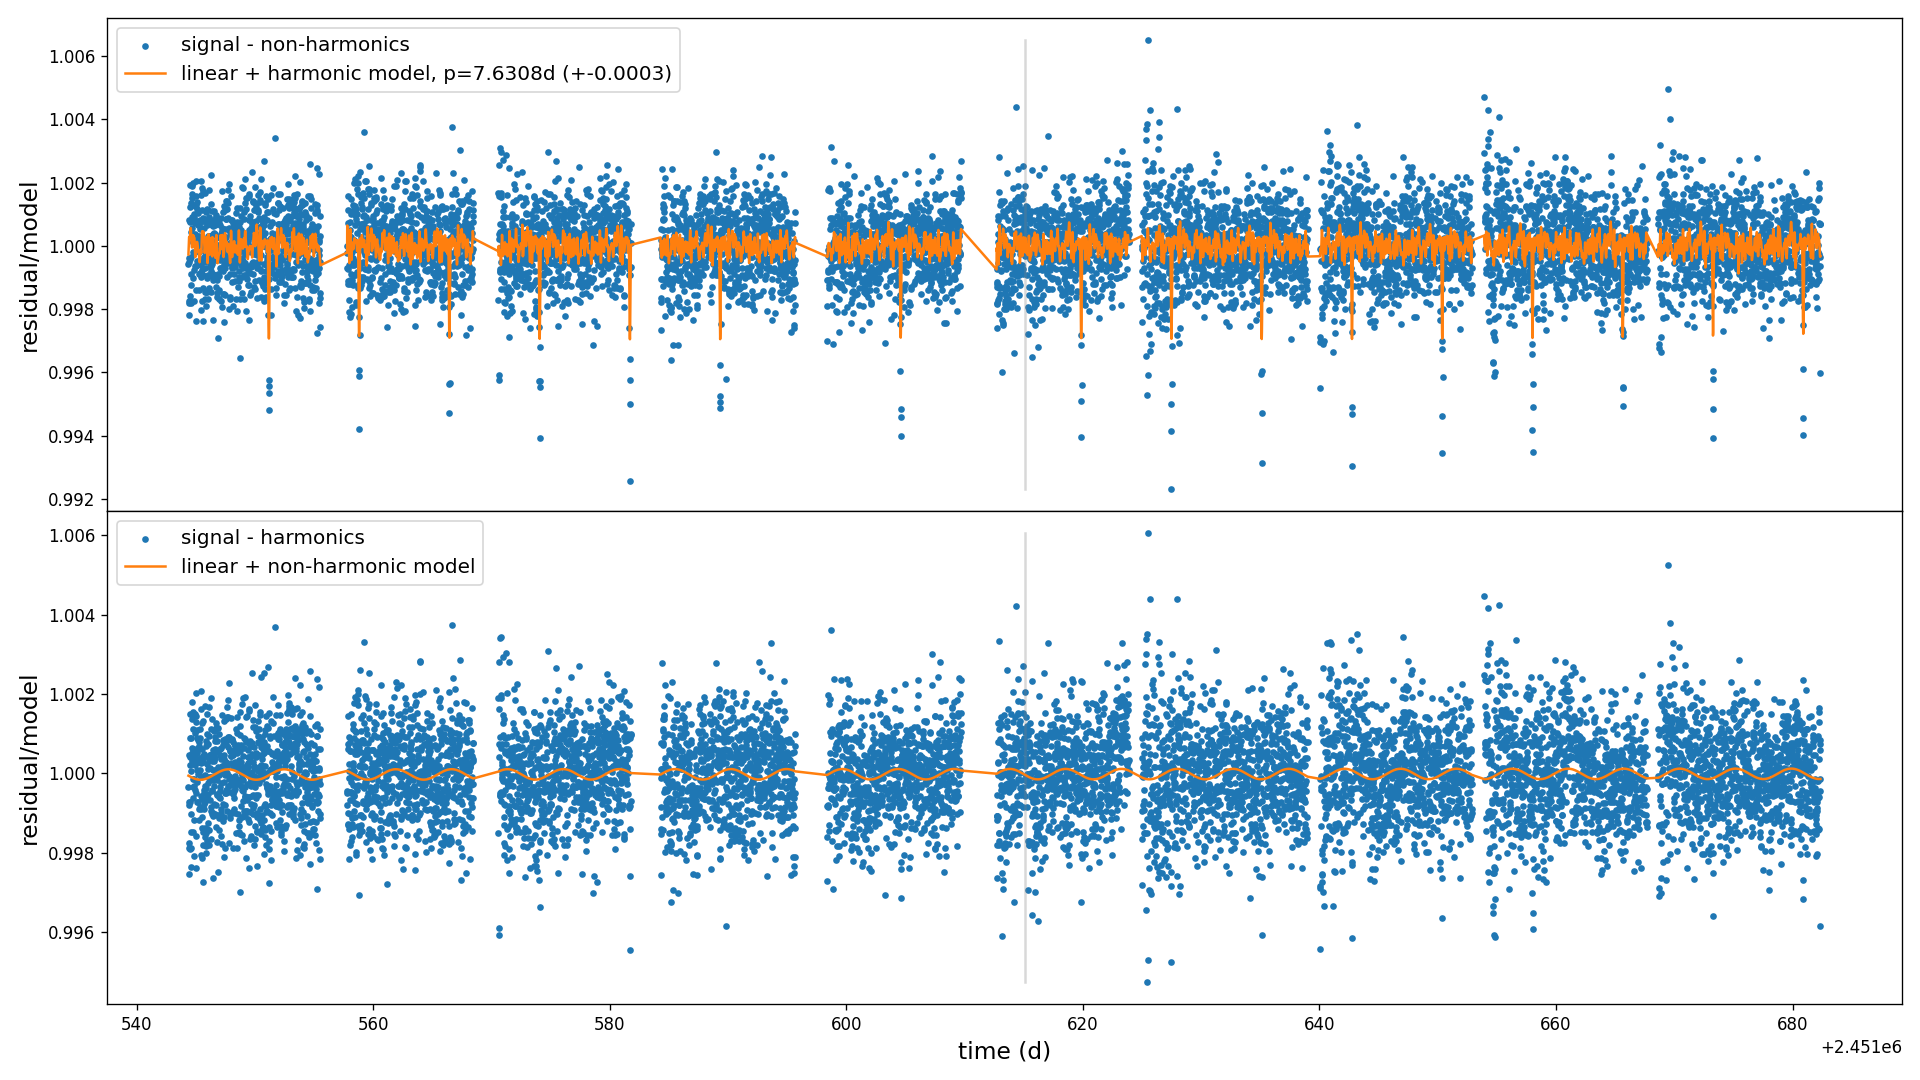 signal - non-harmonics
linear + harmonic model, p=7.6308d (+-0.0003)
residual/model
1.006
1.004
1.002
1.000
0.998
0.996
0.994
0.992
signal - harmonics
linear + non-harmonic model
residual/model
1.006
1.004
1.002
1.000
0.998
0.996
540 560 580 600 620 640 660 680
time (d)
+2.451e6